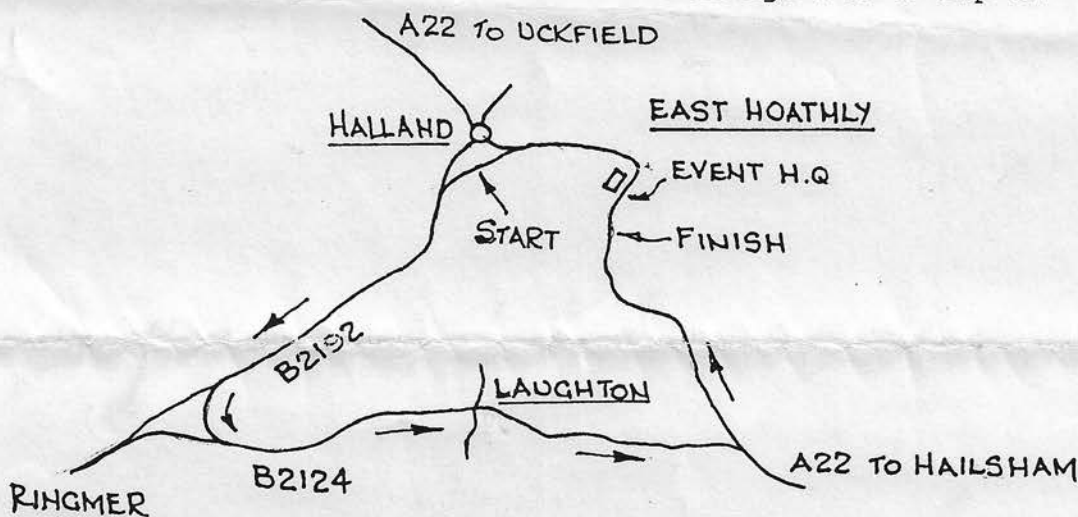 A22 TO UCKFIELD
HALLAND
EAST HOATHLY
EVENT H.Q
START
FINISH
B2192
LAUGHTON
B2124
A22 TO HAILSHAM
RINGMER